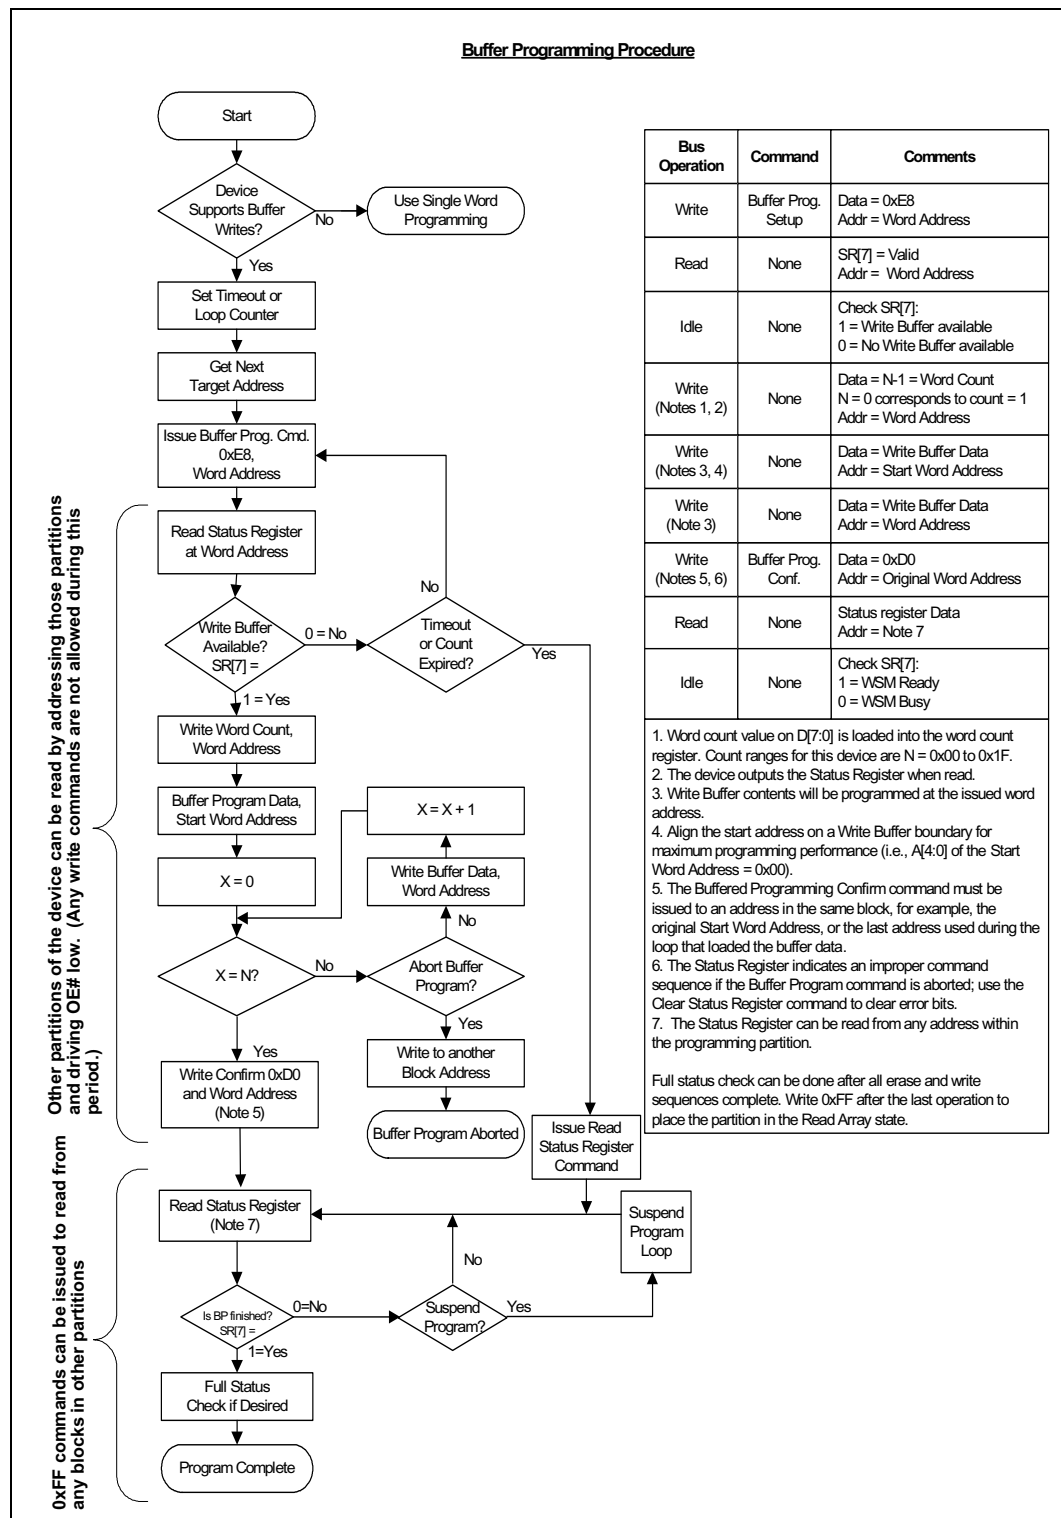 Buffer Programming Procedure
Start
Device
Supports Buffer
Writes?
No
Use Single Word
Programming
Yes
Set Timeout or
Loop Counter
Get Next
Target Address
Issue Buffer Prog. Cmd.
0xE8,
Word Address
Read Status Register
at Word Address
No
Write Buffer
Available?
SR[7] =
0 = No
Timeout
or Count
Expired?
Yes
1 = Yes
Write Word Count,
Word Address
Buffer Program Data,
Start Word Address
X = X + 1
X = 0
Write Buffer Data,
Word Address
No
X = N?
No
Abort Buffer
Program?
Yes
Yes
Write to another
Block Address
Write Confirm 0xD0
and Word Address
(Note 5)
Buffer Program Aborted
Issue Read
Status Register
Command
Read Status Register
(Note 7)
Suspend
Program
Loop
No
Is BP finished?
SR[7] =
0=No
Suspend
Program?
Yes
1=Yes
Full Status
Check if Desired
Program Complete
Other partitions of the device can be read by addressing those partitions
and driving OE# low. (Any write commands are not allowed during this
period.)
0xFF commands can be issued to read from
any blocks in other partitions
Bus
Operation
Command
Comments
Write
Buffer Prog.
Setup
Data = 0xE8
Addr = Word Address
Read
None
SR[7] = Valid
Addr = Word Address
Idle
None
Check SR[7]:
1 = Write Buffer available
0 = No Write Buffer available
Write
(Notes 1, 2)
None
Data = N-1 = Word Count
N = 0 corresponds to count = 1
Addr = Word Address
Write
(Notes 3, 4)
None
Data = Write Buffer Data
Addr = Start Word Address
Write
(Note 3)
None
Data = Write Buffer Data
Addr = Word Address
Write
(Notes 5, 6)
Buffer Prog.
Conf.
Data = 0xD0
Addr = Original Word Address
Read
None
Status register Data
Addr = Note 7
Idle
None
Check SR[7]:
1 = WSM Ready
0 = WSM Busy
1. Word count value on D[7:0] is loaded into the word count
register. Count ranges for this device are N = 0x00 to 0x1F.
2. The device outputs the Status Register when read.
3. Write Buffer contents will be programmed at the issued word
address.
4. Align the start address on a Write Buffer boundary for
maximum programming performance (i.e., A[4:0] of the Start
Word Address = 0x00).
5. The Buffered Programming Confirm command must be
issued to an address in the same block, for example, the
original Start Word Address, or the last address used during the
loop that loaded the buffer data.
6. The Status Register indicates an improper command
sequence if the Buffer Program command is aborted; use the
Clear Status Register command to clear error bits.
7. The Status Register can be read from any address within
the programming partition.
Full status check can be done after all erase and write
sequences complete. Write 0xFF after the last operation to
place the partition in the Read Array state.